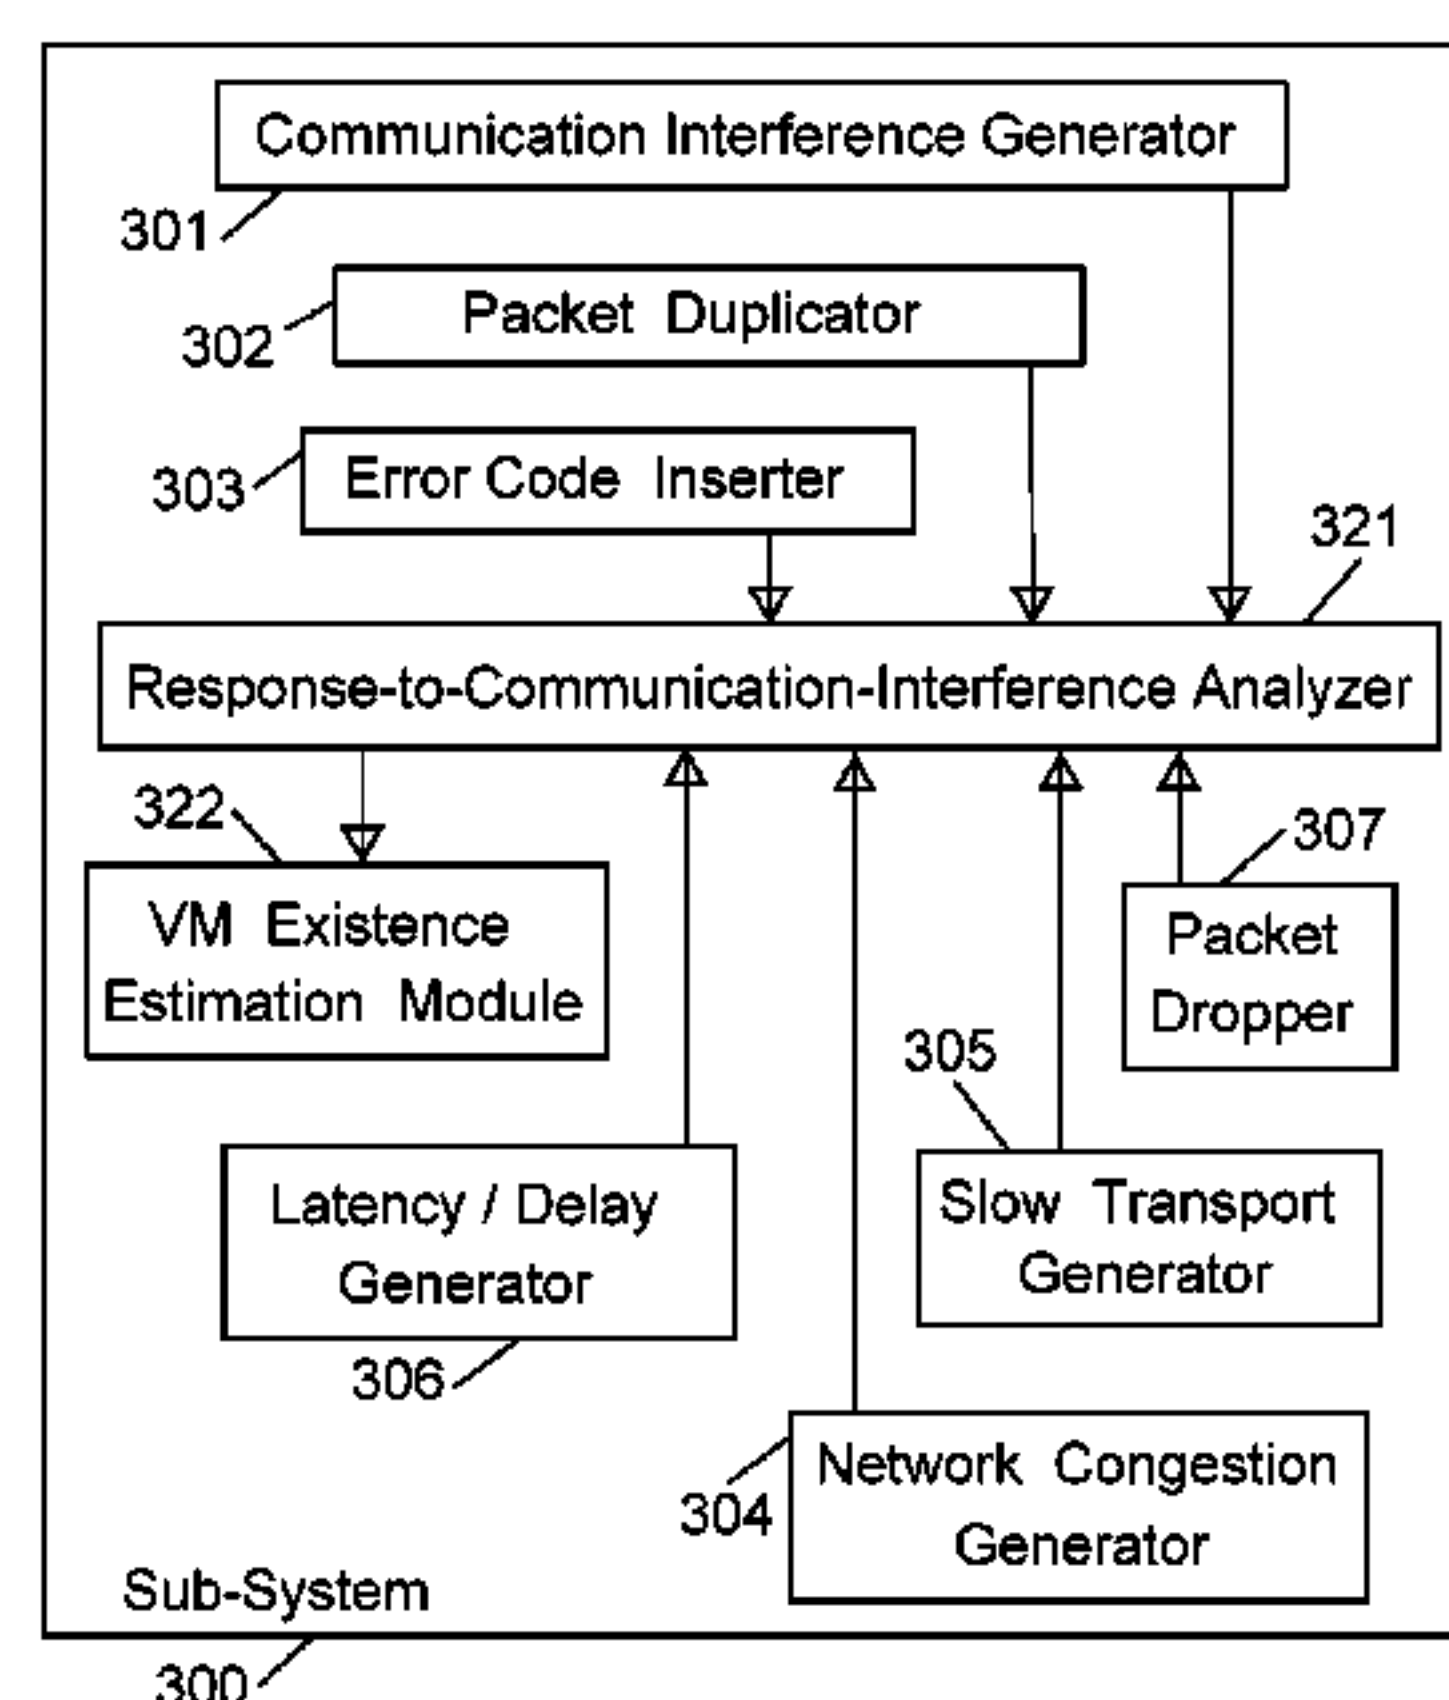 Communication Interference Generator
301
Packet Duplicator
302
Error Code Inserter
303
321
Response-to-Communication-Interference Analyzer
322
307
VM Existence
Estimation Module
Packet
Dropper
305
Latency / Delay
Generator
Slow Transport
Generator
306
Network Congestion
Generator
304
Sub-System
300